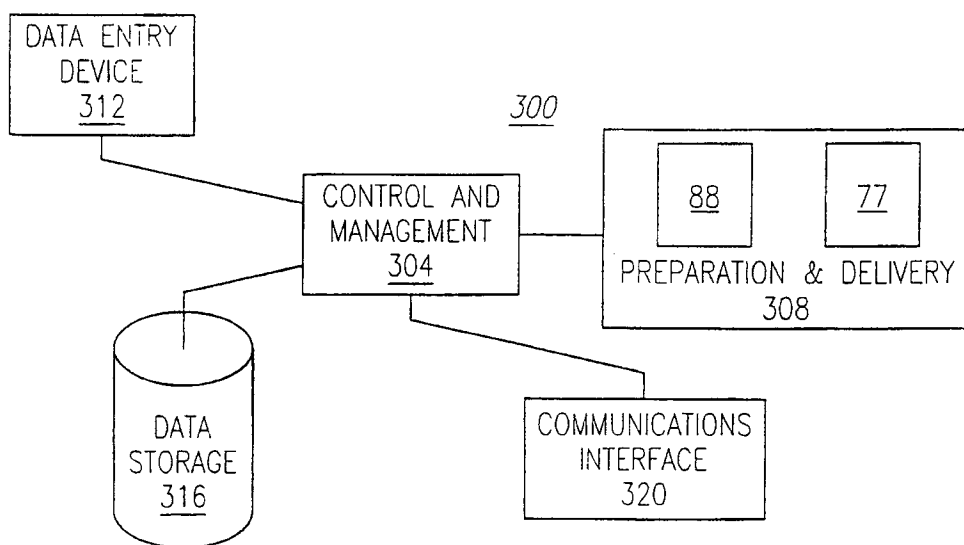 DATA ENTRY
DEVICE
312
300
CONTROL AND
MANAGEMENT
304
88
77
PREPARATION & DELIVERY
308
DATA
STORAGE
316
COMMUNICATIONS
INTERFACE
320